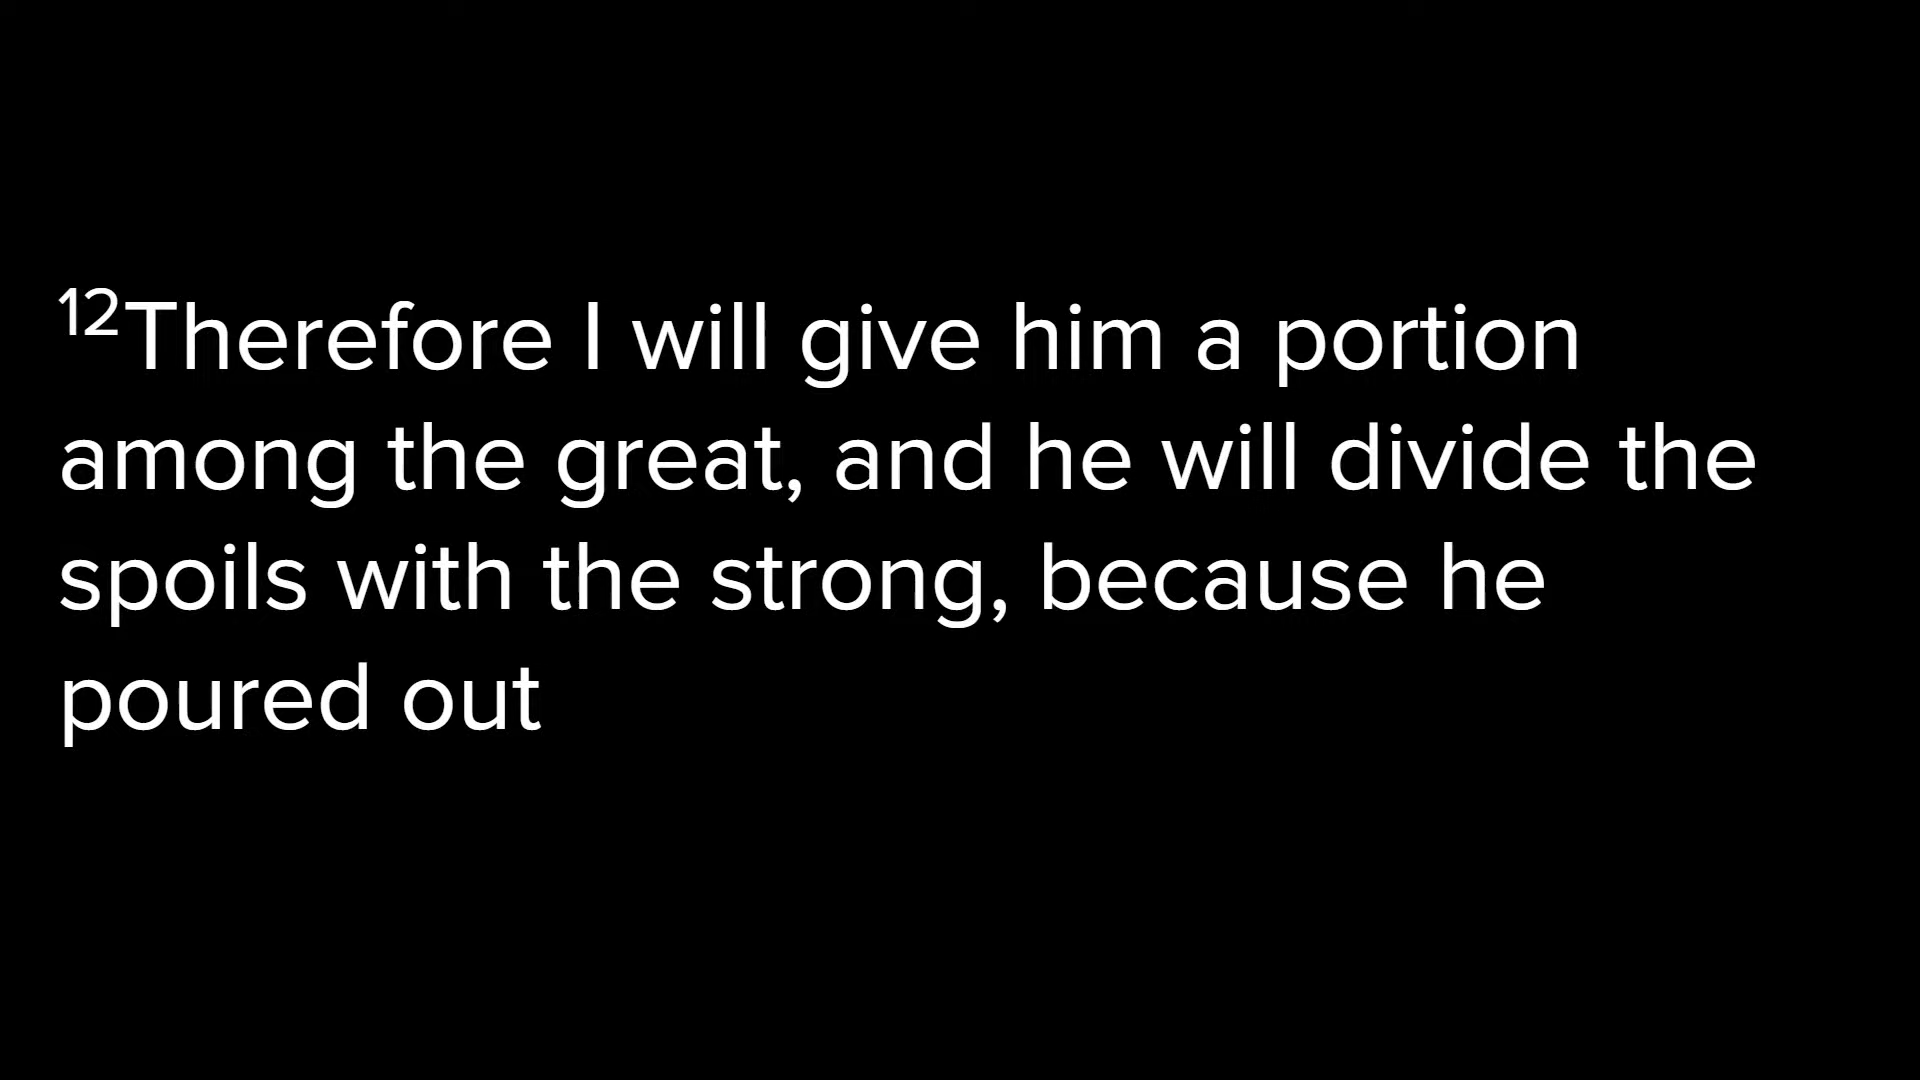 12Therefore I will give him a portion
among the great, and he will divide the
spoils with the strong, because he
poured out